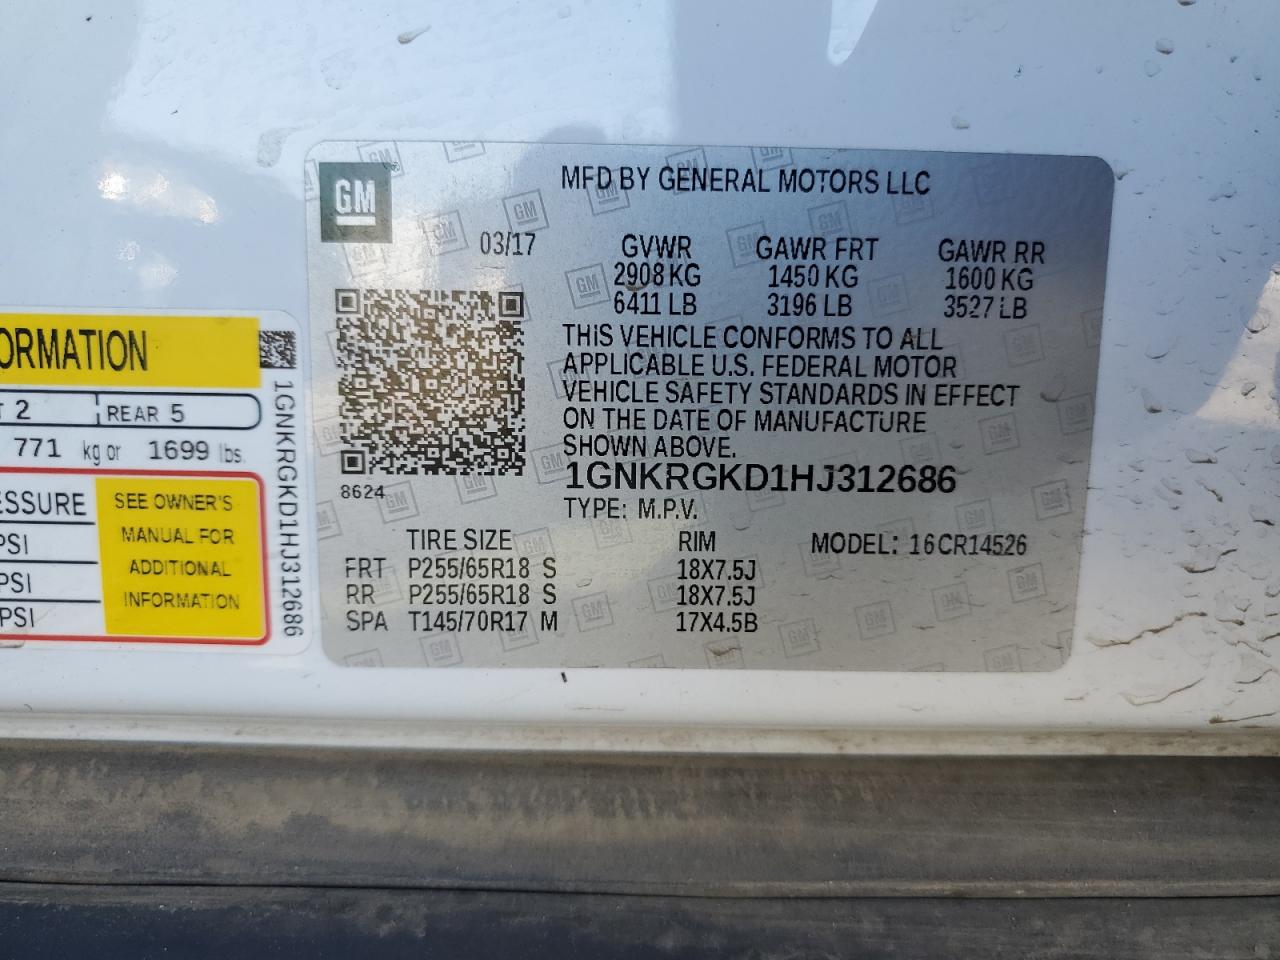 GM
MFD BY GENERAL MOTORS LLC
03/17
GVWR GAWR FRT GAWR RR
2908 KG 1450 KG 1600 KG
6411 LB 3196 LB 3527 LB
THIS VEHICLE CONFORMS TO ALL
APPLICABLE U.S. FEDERAL MOTOR
VEHICLE SAFETY STANDARDS IN EFFECT
ON THE DATE OF MANUFACTURE
SHOWN ABOVE.
1GNKRGKD1HJ312686
8624
TYPE: M.P.V.
TIRE SIZE RIM MODEL: 16CR14526
FRT P255/65R18 S 18X7.5J
RR P255/65R18 S 18X7.5J
SPA T145/70R17 M 17X4.5B
ORMATION
T 2 REAR 5
771 kg or 1699 lbs.
ESSURE
PSI
PSI
PSI
SEE OWNER'S
MANUAL FOR
ADDITIONAL
INFORMATION
1GNKRGKD1HJ312686